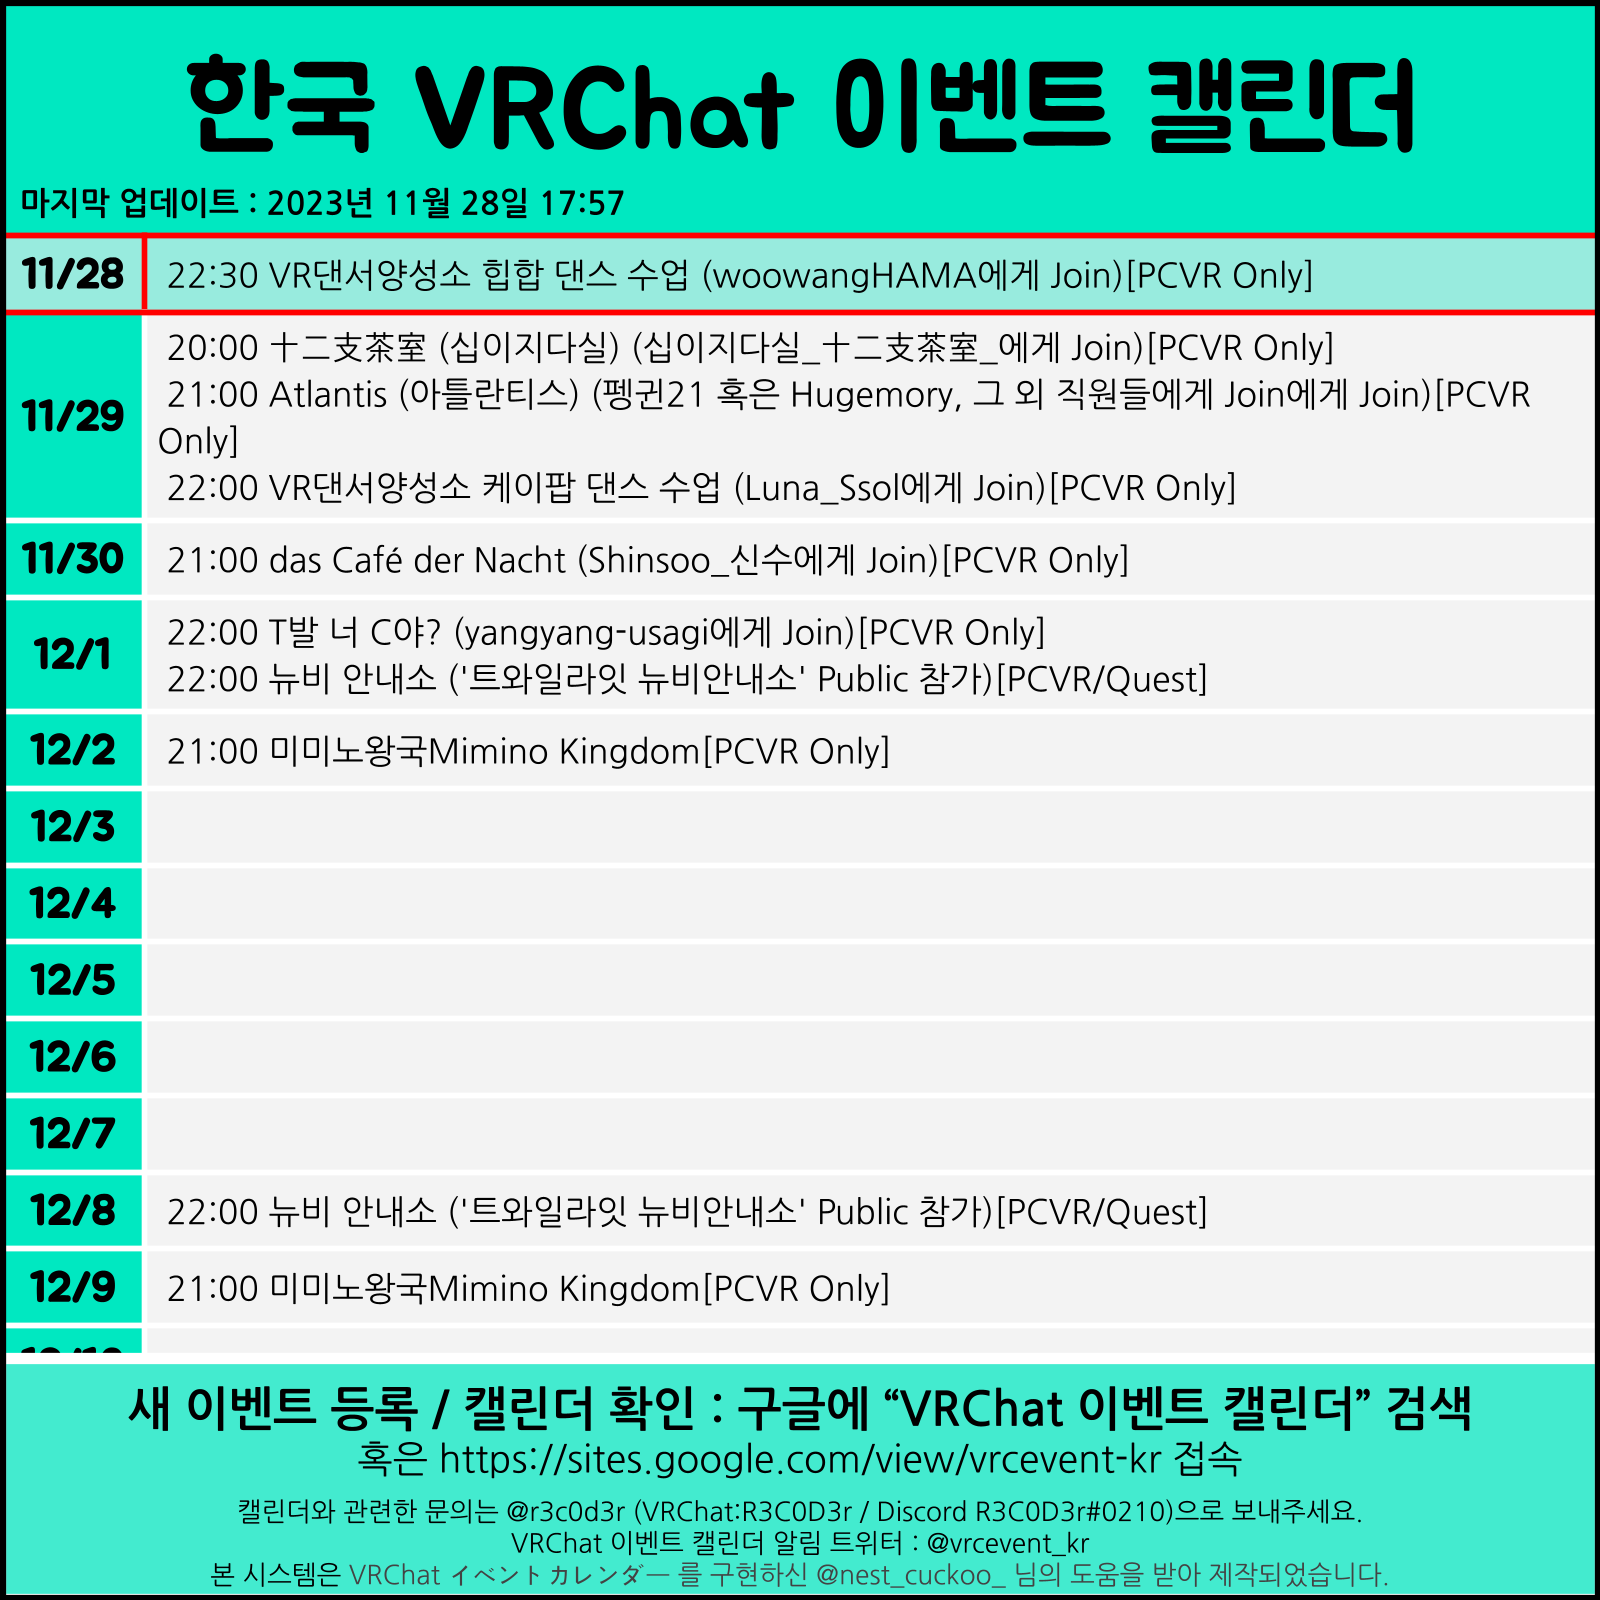 한국 VRChat 이벤트 캘린더
마지막 업데이트 : 2023년 11월 28일 17:57
11/28
22:30 VR댄서양성소 힙합 댄스 수업 (woowangHAMA에게 Join)[PCVR Only]
11/29
20:00 十二支茶室 (십이지다실) (십이지다실_十二支茶室_에게 Join)[PCVR Only]
21:00 Atlantis (아틀란티스) (펭귄21 혹은 Hugemory, 그 외 직원들에게 Join에게 Join)[PCVR
Only]
22:00 VR댄서양성소 케이팝 댄스 수업 (Luna_Ssol에게 Join)[PCVR Only]
11/30
21:00 das Café der Nacht (Shinsoo_신수에게 Join)[PCVR Only]
12/1
22:00 T발 너 C야? (yangyang-usagi에게 Join)[PCVR Only]
22:00 뉴비 안내소 ('트와일라잇 뉴비안내소' Public 참가)[PCVR/Quest]
12/2
21:00 미미노왕국Mimino Kingdom[PCVR Only]
12/3
12/4
12/5
12/6
12/7
12/8
22:00 뉴비 안내소 ('트와일라잇 뉴비안내소' Public 참가)[PCVR/Quest]
12/9
21:00 미미노왕국Mimino Kingdom[PCVR Only]
새 이벤트 등록 / 캘린더 확인 : 구글에 “VRChat 이벤트 캘린더” 검색
혹은 https://sites.google.com/view/vrcevent-kr 접속
캘린더와 관련한 문의는 @r3c0d3r (VRChat:R3C0D3r / Discord R3C0D3r#0210)으로 보내주세요.
VRChat 이벤트 캘린더 알림 트위터 : @vrcevent_kr
본 시스템은 VRChat イベントカレンダー 를 구현하신 @nest_cuckoo_ 님의 도움을 받아 제작되었습니다.